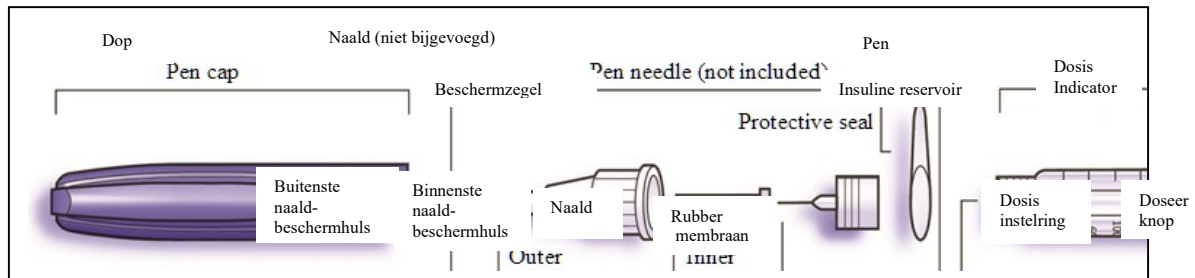 Dop
Naald (niet bijgevoegd)
Pen
Pen cap
Pen needle (not included)
Dosis
Indicator
Beschermzegel
Insuline reservoir
Protective seal
Buitenste
naald-
beschermhuls
Binnenste
naald-
beschermhuls
Naald
Rubber
membraan
Dosis
instelring
Doseer
knop
Outer
Inner